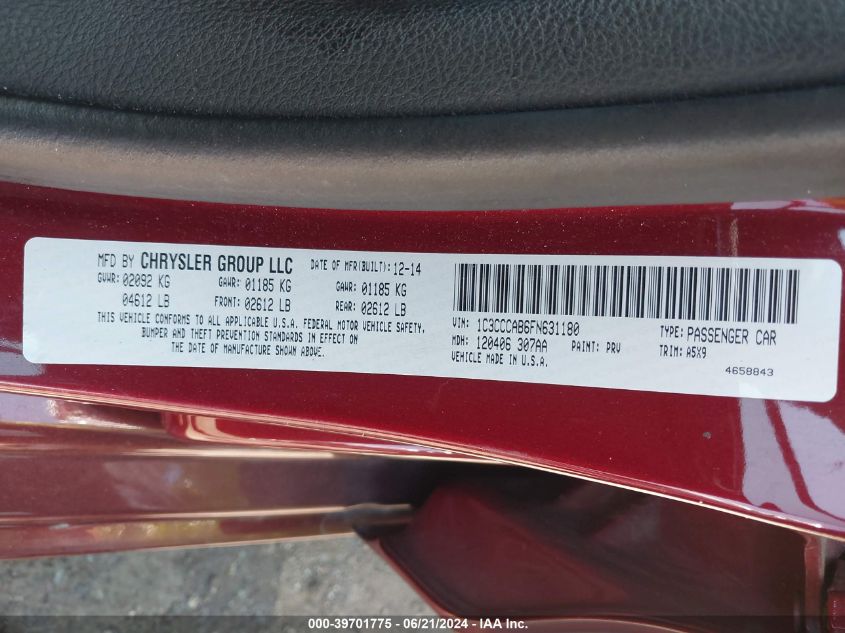 MFD BY CHRYSLER GROUP LLC DATE OF MFR(BUILT): 12-14
GVWR: 02092 KG GAWR: 01185 KG GAWR: 01185 KG
04612 LB FRONT: 02612 LB REAR: 02612 LB
THIS VEHICLE CONFORMS TO ALL APPLICABLE U.S.A. FEDERAL MOTOR VEHICLE SAFETY,
BUMPER AND THEFT PREVENTION STANDARDS IN EFFECT ON
THE DATE OF MANUFACTURE SHOWN ABOVE.
VIN: 1C3CCCAB6FN631180 TYPE: PASSENGER CAR
MDH: 120406 307AA PAINT: PRV TRIM: A5X9
VEHICLE MADE IN U.S.A.
4658843
000-39701775 - 06/21/2024 - IAA Inc.